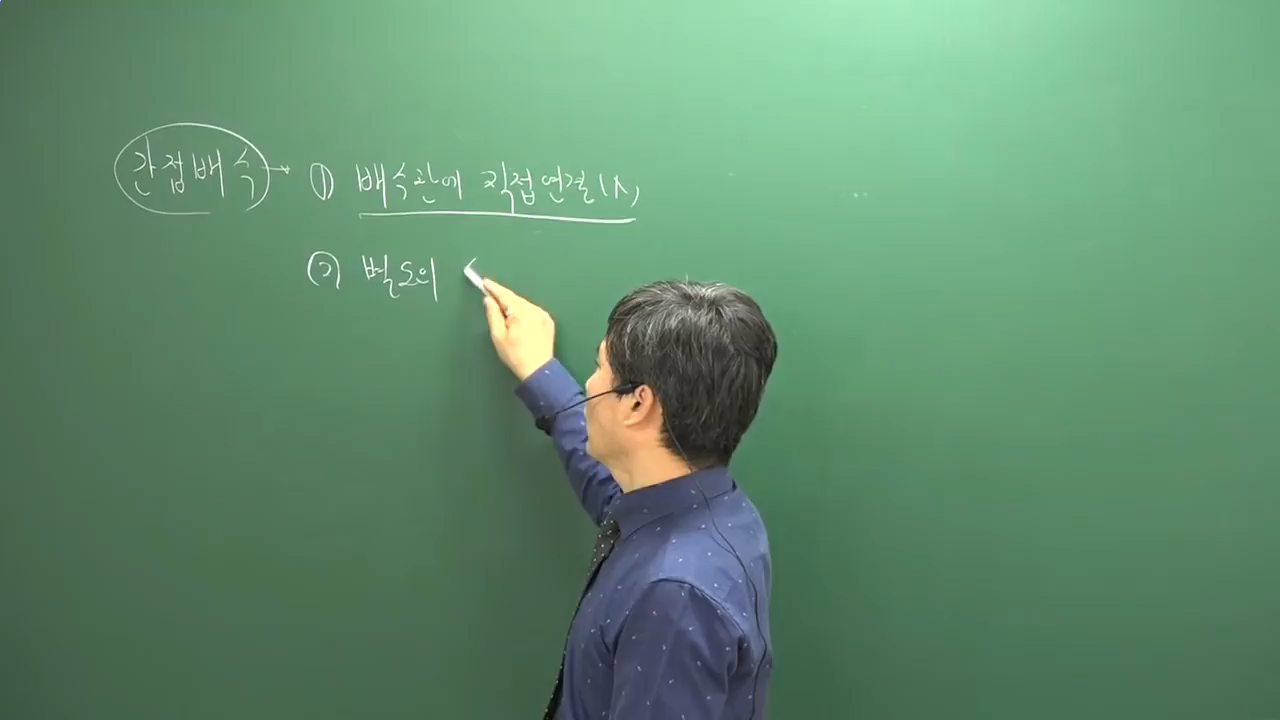 간접배수 → ① 배수관에 직접연결(X)
② 별도의